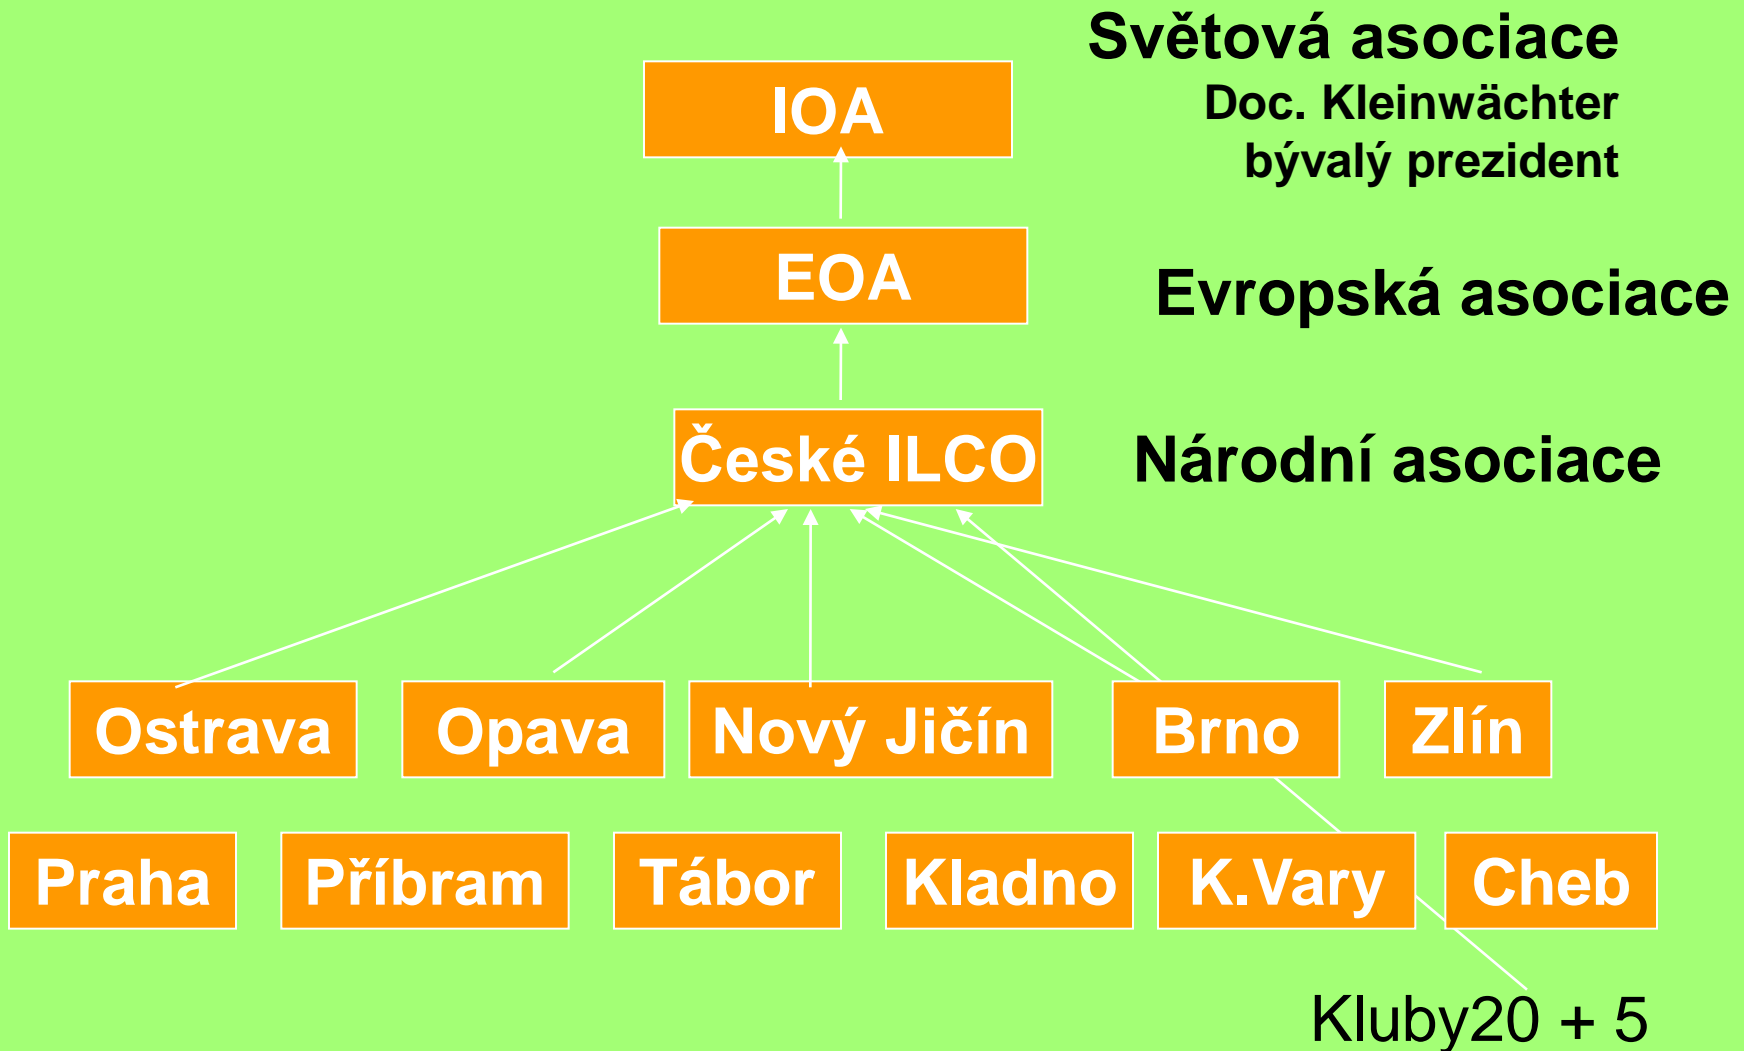 Světová asociace
IOA
Doc. Kleinwächter
bývalý prezident
EOA
Evropská asociace
České ILCO
Národní asociace
Ostrava
Opava
Nový Jičín
Brno
Zlín
Praha
Příbram
Tábor
Kladno
K.Vary
Cheb
Kluby20 + 5